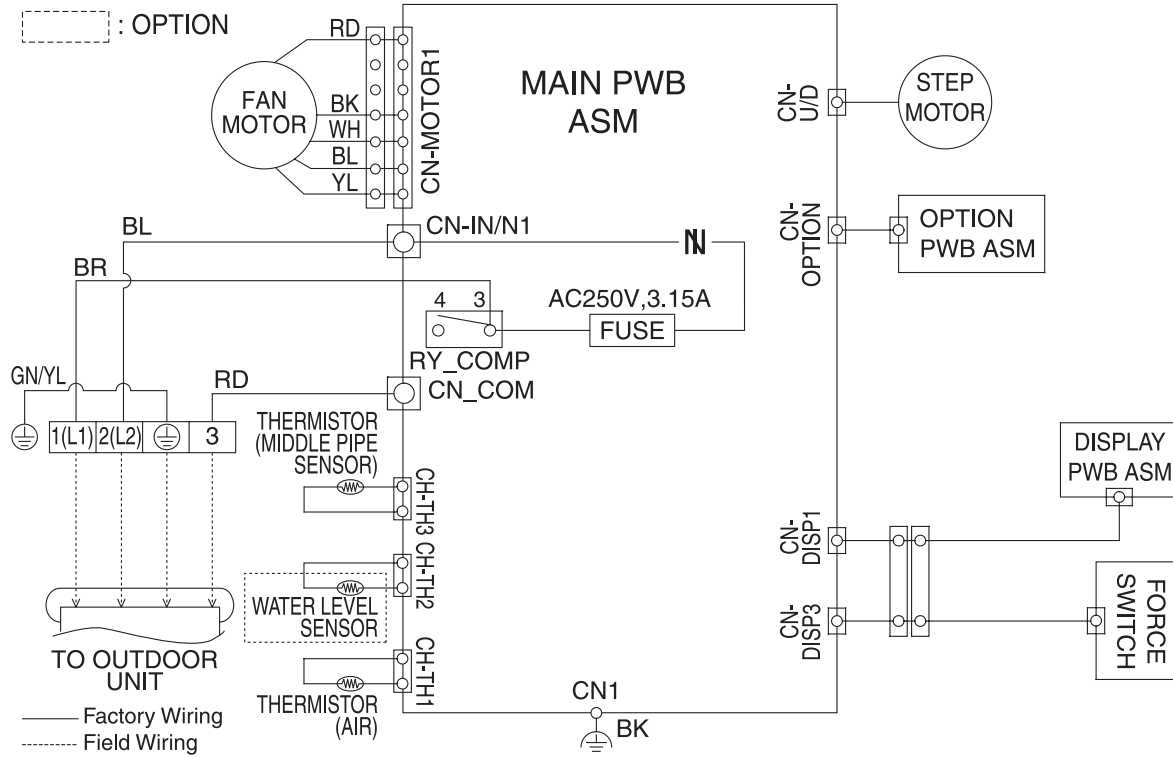 : OPTION
RD
FAN
MOTOR
BK
WH
BL
YL
CN-MOTOR1
MAIN PWB
ASM
CN-
U/D
STEP
MOTOR
CN-
OPTION
OPTION
PWB ASM
BL
CN-IN/N1
BR
4 3
AC250V,3.15A
FUSE
RY_COMP
GN/YL
RD
CN_COM
1(L1) 2(L2) 3
THERMISTOR
(MIDDLE PIPE
SENSOR)
CH-TH3
CH-TH2
WATER LEVEL
SENSOR
CH-TH1
THERMISTOR
(AIR)
DISPLAY
PWB ASM
CN-
DISP1
CN-
DISP3
FORCE
SWITCH
TO OUTDOOR
UNIT
CN1
BK
Factory Wiring
Field Wiring